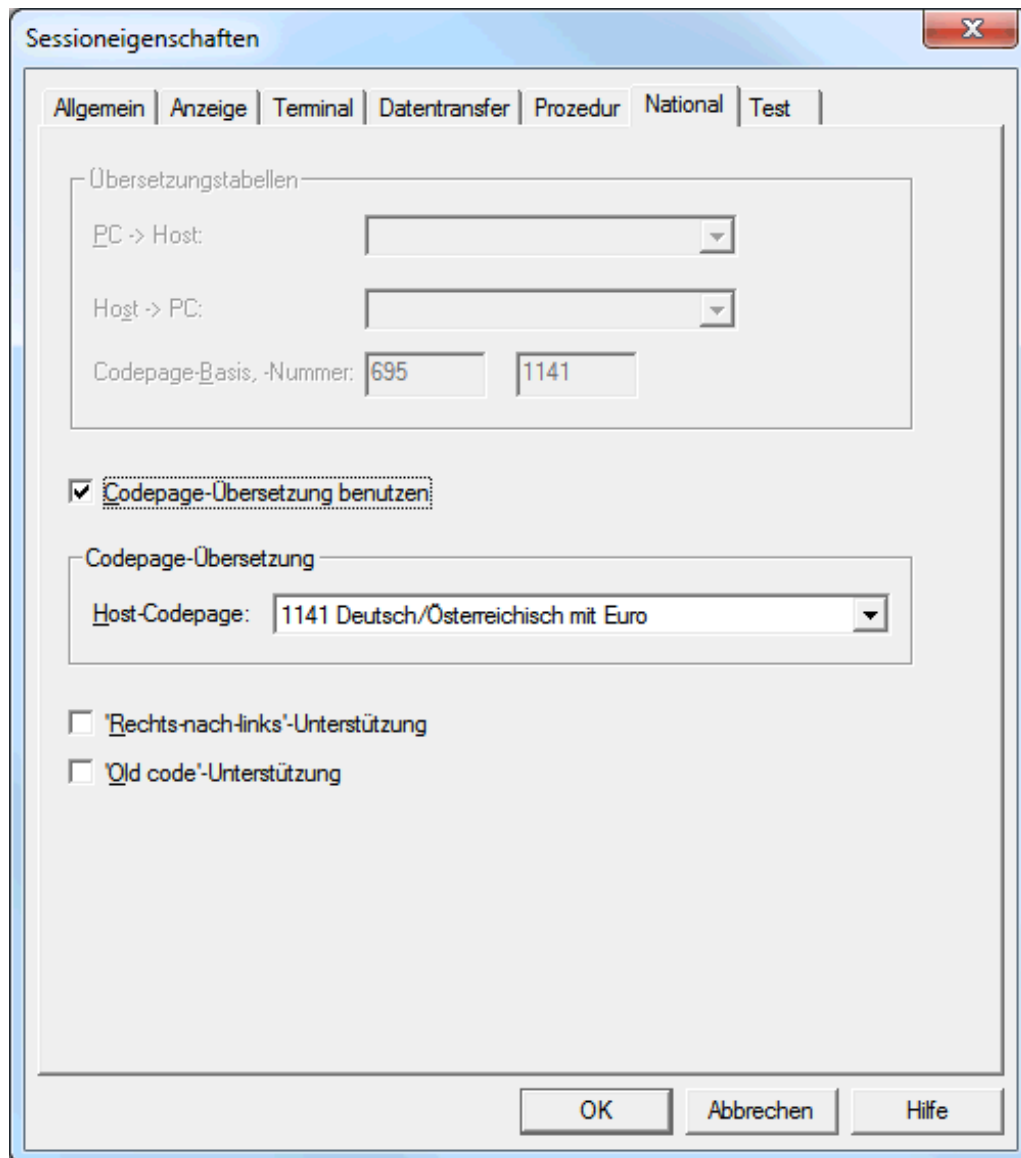 Sessioneigenschaften
Allgemein Anzeige Terminal Datentransfer Prozedur National Test
Übersetzungstabellen
PC -> Host:
Host -> PC:
Codepage-Basis, -Nummer: 695 1141
Codepage-Übersetzung benutzen
Codepage-Übersetzung
Host-Codepage: 1141 Deutsch/Österreichisch mit Euro
'Rechts-nach-links'-Unterstützung
'Old code'-Unterstützung
OK Abbrechen Hilfe